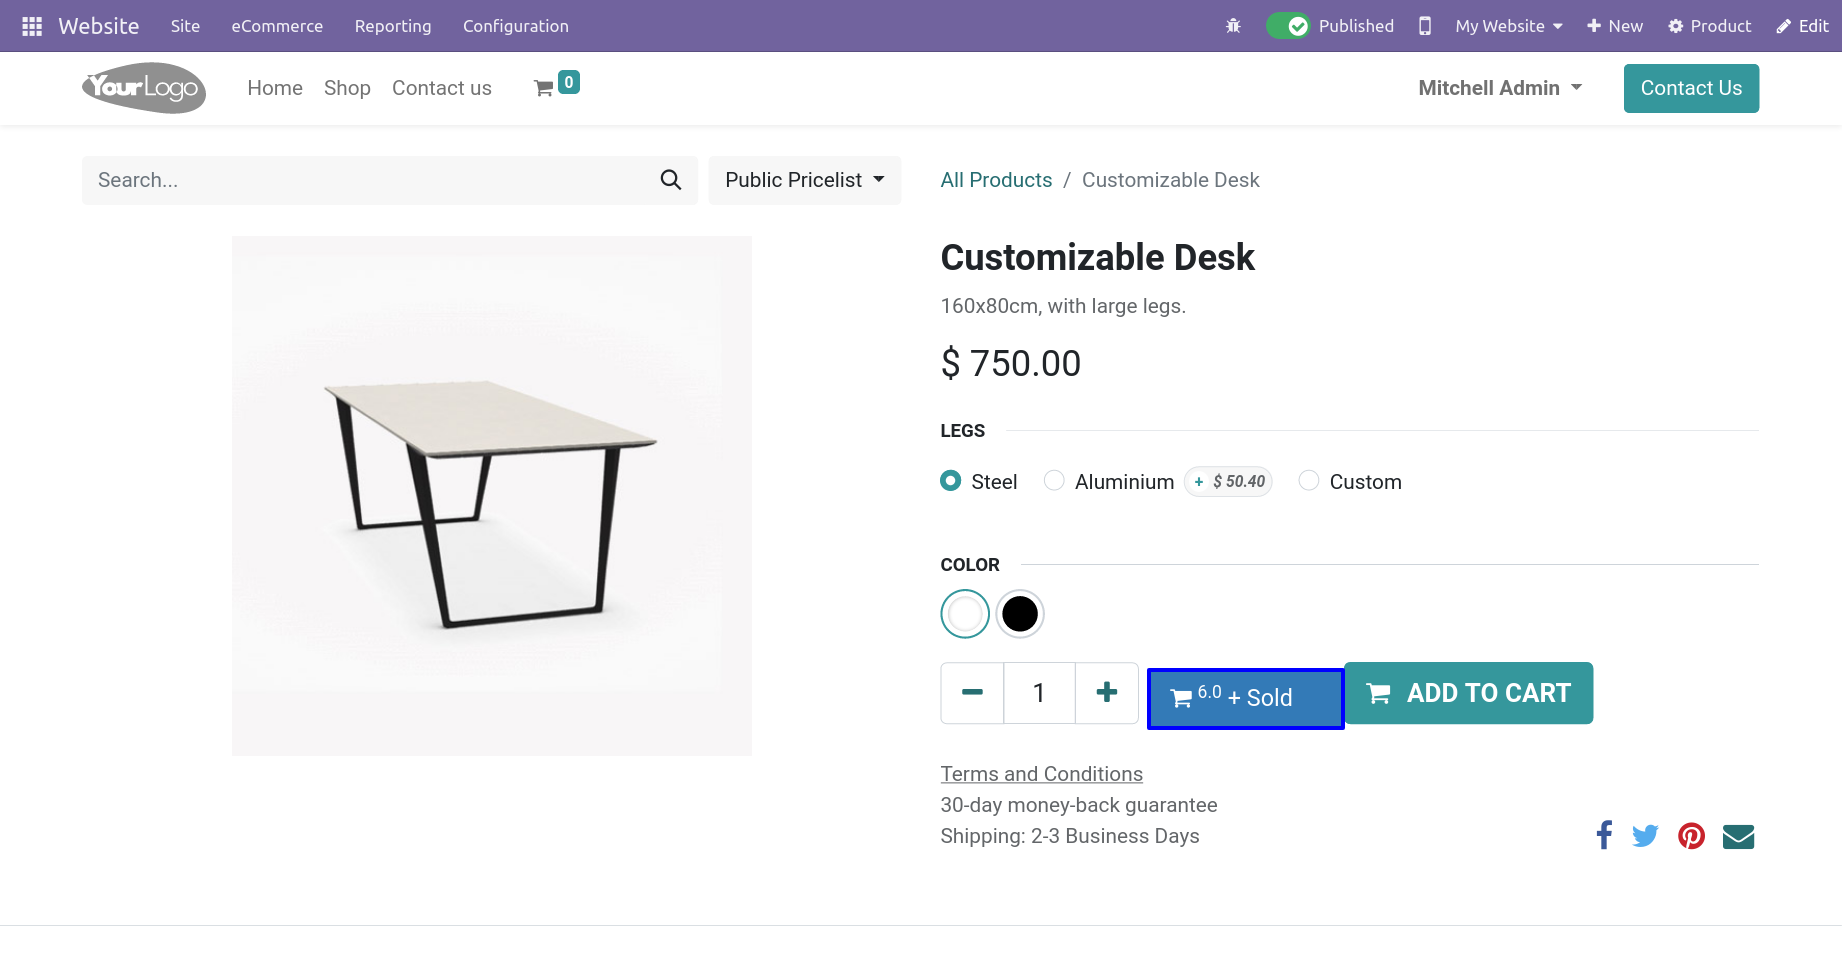 Website Site eCommerce Reporting Configuration Published My Website New Product Edit
YourLogo Home Shop Contact us 0 Mitchell Admin Contact Us
Search... Public Pricelist All Products / Customizable Desk
Customizable Desk
160x80cm, with large legs.
$ 750.00
LEGS
Steel Aluminium + $ 50.40 Custom
COLOR
1 6.0 + Sold ADD TO CART
Terms and Conditions
30-day money-back guarantee
Shipping: 2-3 Business Days